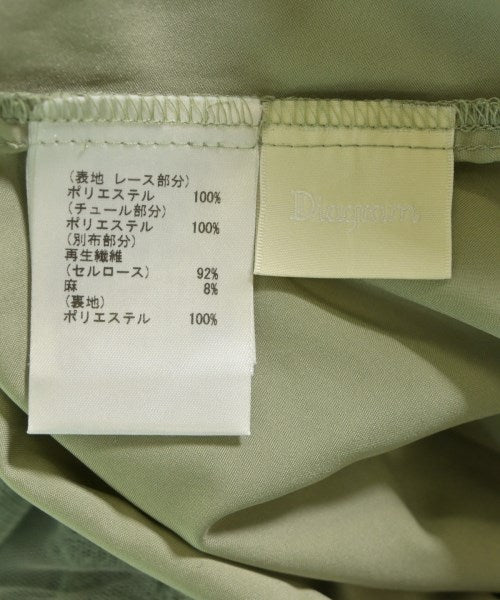 (表地 レース部分)
ポリエステル 100%
(チュール部分)
ポリエステル 100%
(別布部分)
再生繊維
(セルロース) 92%
麻 8%
(裏地)
ポリエステル 100%
Diagram